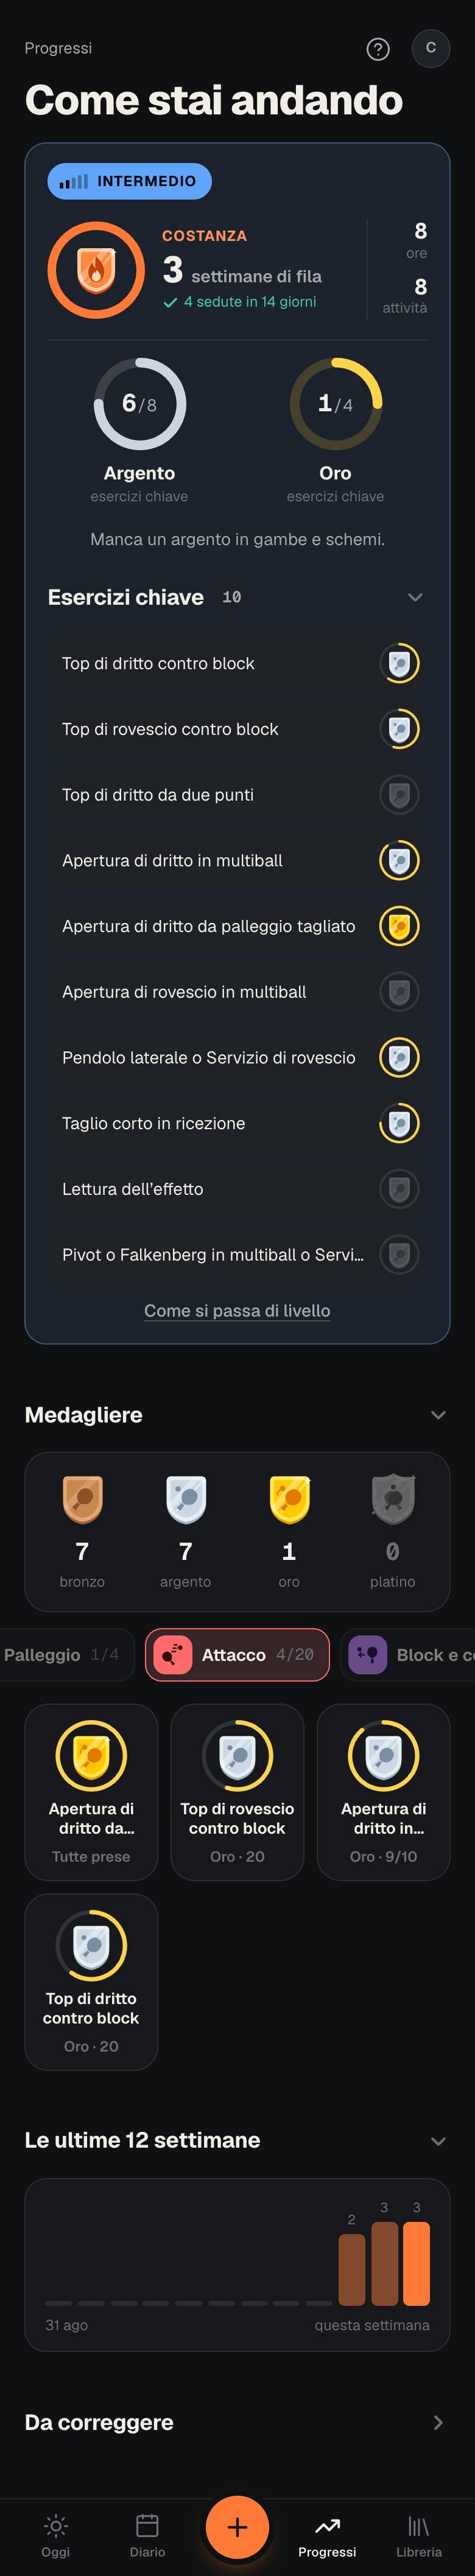 Progressi
C
Come stai andando
INTERMEDIO
COSTANZA
3 settimane di fila
4 sedute in 14 giorni
8
ore
8
attività
6/8
1/4
Argento
Oro
esercizi chiave
esercizi chiave
Manca un argento in gambe e schemi.
Esercizi chiave 10
Top di dritto contro block
Top di rovescio contro block
Top di dritto da due punti
Apertura di dritto in multiball
Apertura di dritto da palleggio tagliato
Apertura di rovescio in multiball
Pendolo laterale o Servizio di rovescio
Taglio corto in ricezione
Lettura dell'effetto
Pivot o Falkenberg in multiball o Servi...
Come si passa di livello
Medagliere
7 7 1 0
bronzo argento oro platino
Palleggio 1/4
Attacco 4/20
Block e c
Apertura di dritto da...
Tutte prese
Top di rovescio contro block
Oro · 20
Apertura di dritto in...
Oro · 9/10
Top di dritto contro block
Oro · 20
Le ultime 12 settimane
2 3 3
31 ago
questa settimana
Da correggere
Oggi
Diario
Progressi
Libreria